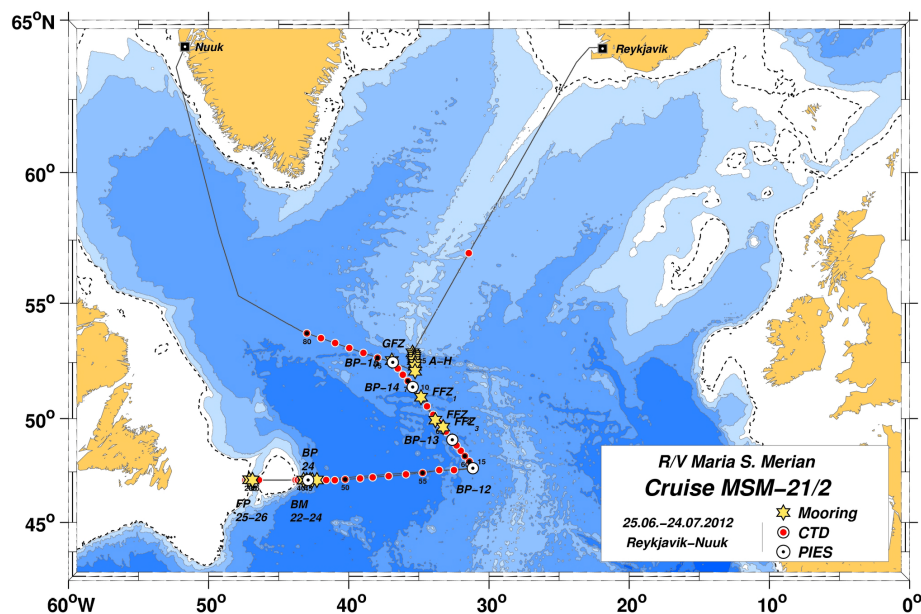 65°N
Nuuk
Reykjavik
60°
55°
80
GFZ
BP-15
A-H
BP-14
10
FFZ1
50°
FFZ
FFZ3
BP-13
15
BP-12
BP
24
50
55
FP
25-26
BM
22-24
45°
R/V Maria S. Merian
Cruise MSM-21/2
25.06.-24.07.2012
Reykjavik-Nuuk
Mooring
CTD
PIES
60°W
50°
40°
30°
20°
10°
0°